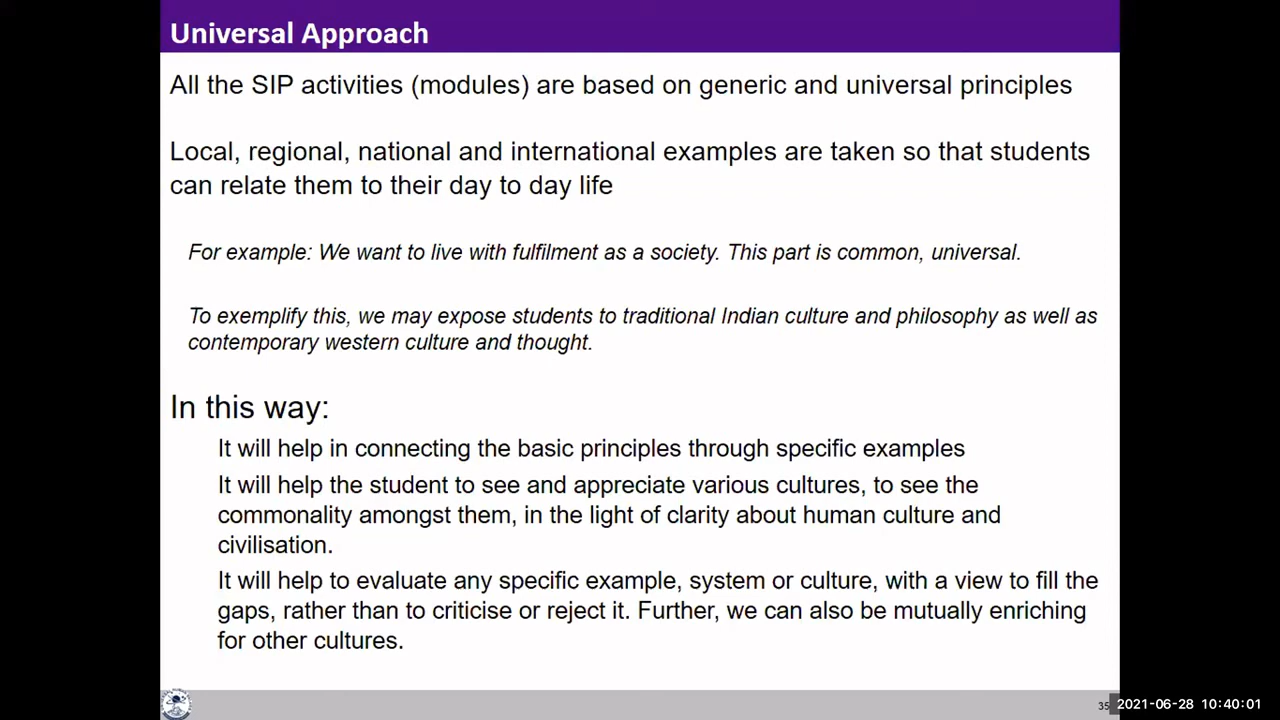 Universal Approach
All the SIP activities (modules) are based on generic and universal principles
Local, regional, national and international examples are taken so that students
can relate them to their day to day life
For example: We want to live with fulfilment as a society. This part is common, universal.
To exemplify this, we may expose students to traditional Indian culture and philosophy as well as
contemporary western culture and thought.
In this way:
It will help in connecting the basic principles through specific examples
It will help the student to see and appreciate various cultures, to see the
commonality amongst them, in the light of clarity about human culture and
civilisation.
It will help to evaluate any specific example, system or culture, with a view to fill the
gaps, rather than to criticise or reject it. Further, we can also be mutually enriching
for other cultures.
35
2021-06-28 10:40:01